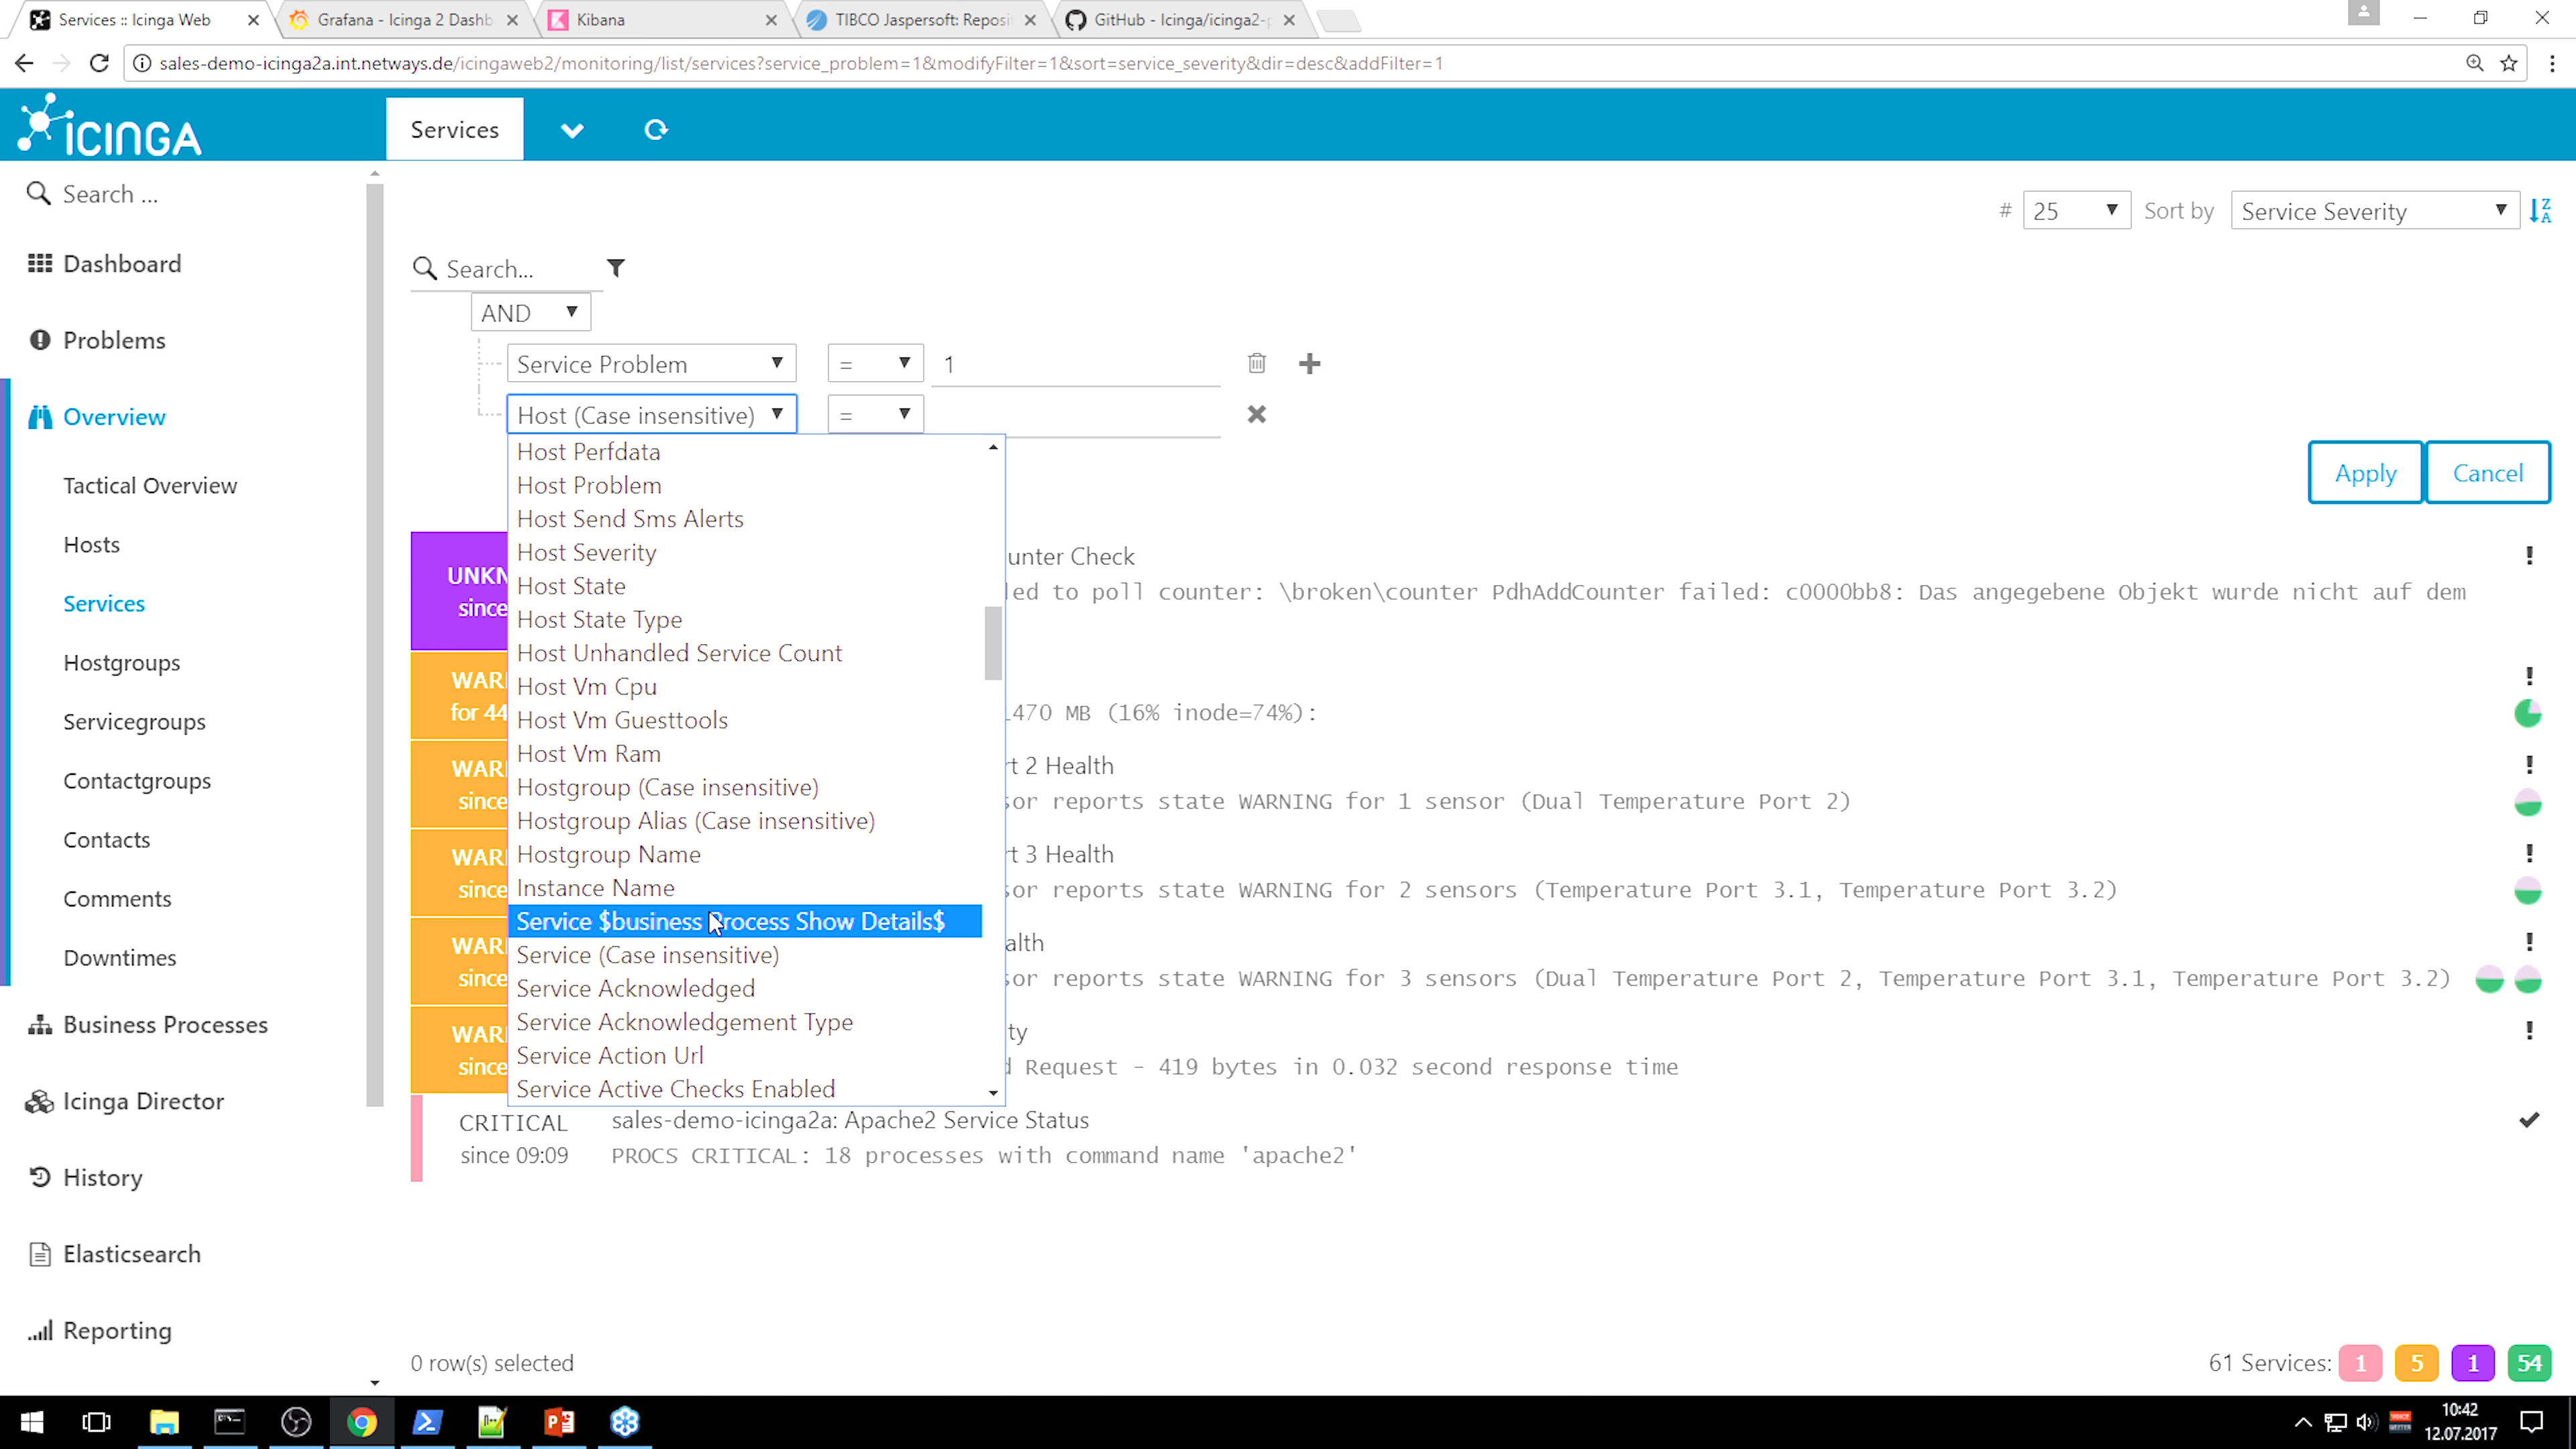 Services :: Icinga Web
Grafana - Icinga 2 Dashb
Kibana
TIBCO Jaspersoft: Reposi
GitHub - Icinga/icinga2-p
sales-demo-icinga2a.int.netways.de/icingaweb2/monitoring/list/services?service_problem=1&modifyFilter=1&sort=service_severity&dir=desc&addFilter=1
ICINGA
Services
Search ...
# 25 Sort by Service Severity
Dashboard
Problems
Overview
Tactical Overview
Hosts
Services
Hostgroups
Servicegroups
Contactgroups
Contacts
Comments
Downtimes
Business Processes
Icinga Director
History
Elasticsearch
Reporting
Search...
AND
Service Problem = 1
Host (Case insensitive) =
Host Perfdata
Host Problem
Host Send Sms Alerts
Host Severity
Host State
Host State Type
Host Unhandled Service Count
Host Vm Cpu
Host Vm Guesttools
Host Vm Ram
Hostgroup (Case insensitive)
Hostgroup Alias (Case insensitive)
Hostgroup Name
Instance Name
Service $business Process Show Details$
Service (Case insensitive)
Service Acknowledged
Service Acknowledgement Type
Service Action Url
Service Active Checks Enabled
Apply Cancel
UNKN
since
unter Check
led to poll counter: \broken\counter PdhAddCounter failed: c0000bb8: Das angegebene Objekt wurde nicht auf dem
WARI
for 44
470 MB (16% inode=74%):
WARI
since
rt 2 Health
sor reports state WARNING for 1 sensor (Dual Temperature Port 2)
WARI
since
rt 3 Health
sor reports state WARNING for 2 sensors (Temperature Port 3.1, Temperature Port 3.2)
WARI
since
alth
sor reports state WARNING for 3 sensors (Dual Temperature Port 2, Temperature Port 3.1, Temperature Port 3.2)
WARI
since
ty
d Request - 419 bytes in 0.032 second response time
CRITICAL
since 09:09
sales-demo-icinga2a: Apache2 Service Status
PROCS CRITICAL: 18 processes with command name 'apache2'
0 row(s) selected
61 Services: 1 5 1 54
10:42
12.07.2017